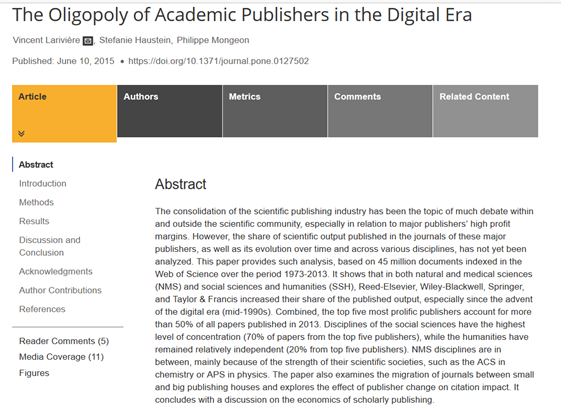 The Oligopoly of Academic Publishers in the Digital Era
Vincent Larivière, Stefanie Haustein, Philippe Mongeon
Published: June 10, 2015 • https://doi.org/10.1371/journal.pone.0127502
Article Authors Metrics Comments Related Content
Abstract
Introduction
Methods
Results
Discussion and
Conclusion
Acknowledgments
Author Contributions
References
Reader Comments (5)
Media Coverage (11)
Figures
Abstract
The consolidation of the scientific publishing industry has been the topic of much debate within
and outside the scientific community, especially in relation to major publishers' high profit
margins. However, the share of scientific output published in the journals of these major
publishers, as well as its evolution over time and across various disciplines, has not yet been
analyzed. This paper provides such analysis, based on 45 million documents indexed in the
Web of Science over the period 1973-2013. It shows that in both natural and medical sciences
(NMS) and social sciences and humanities (SSH), Reed-Elsevier, Wiley-Blackwell, Springer,
and Taylor & Francis increased their share of the published output, especially since the advent
of the digital era (mid-1990s). Combined, the top five most prolific publishers account for more
than 50% of all papers published in 2013. Disciplines of the social sciences have the highest
level of concentration (70% of papers from the top five publishers), while the humanities have
remained relatively independent (20% from top five publishers). NMS disciplines are in
between, mainly because of the strength of their scientific societies, such as the ACS in
chemistry or APS in physics. The paper also examines the migration of journals between small
and big publishing houses and explores the effect of publisher change on citation impact. It
concludes with a discussion on the economics of scholarly publishing.